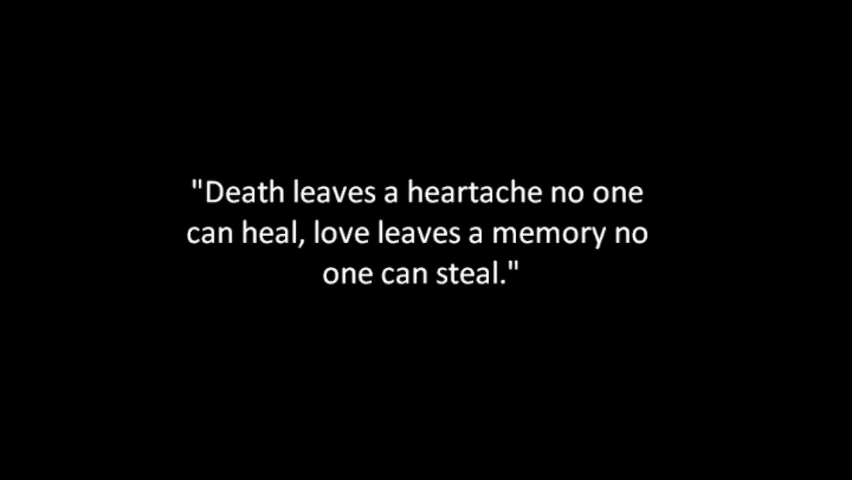 "Death leaves a heartache no one
can heal, love leaves a memory no
one can steal."